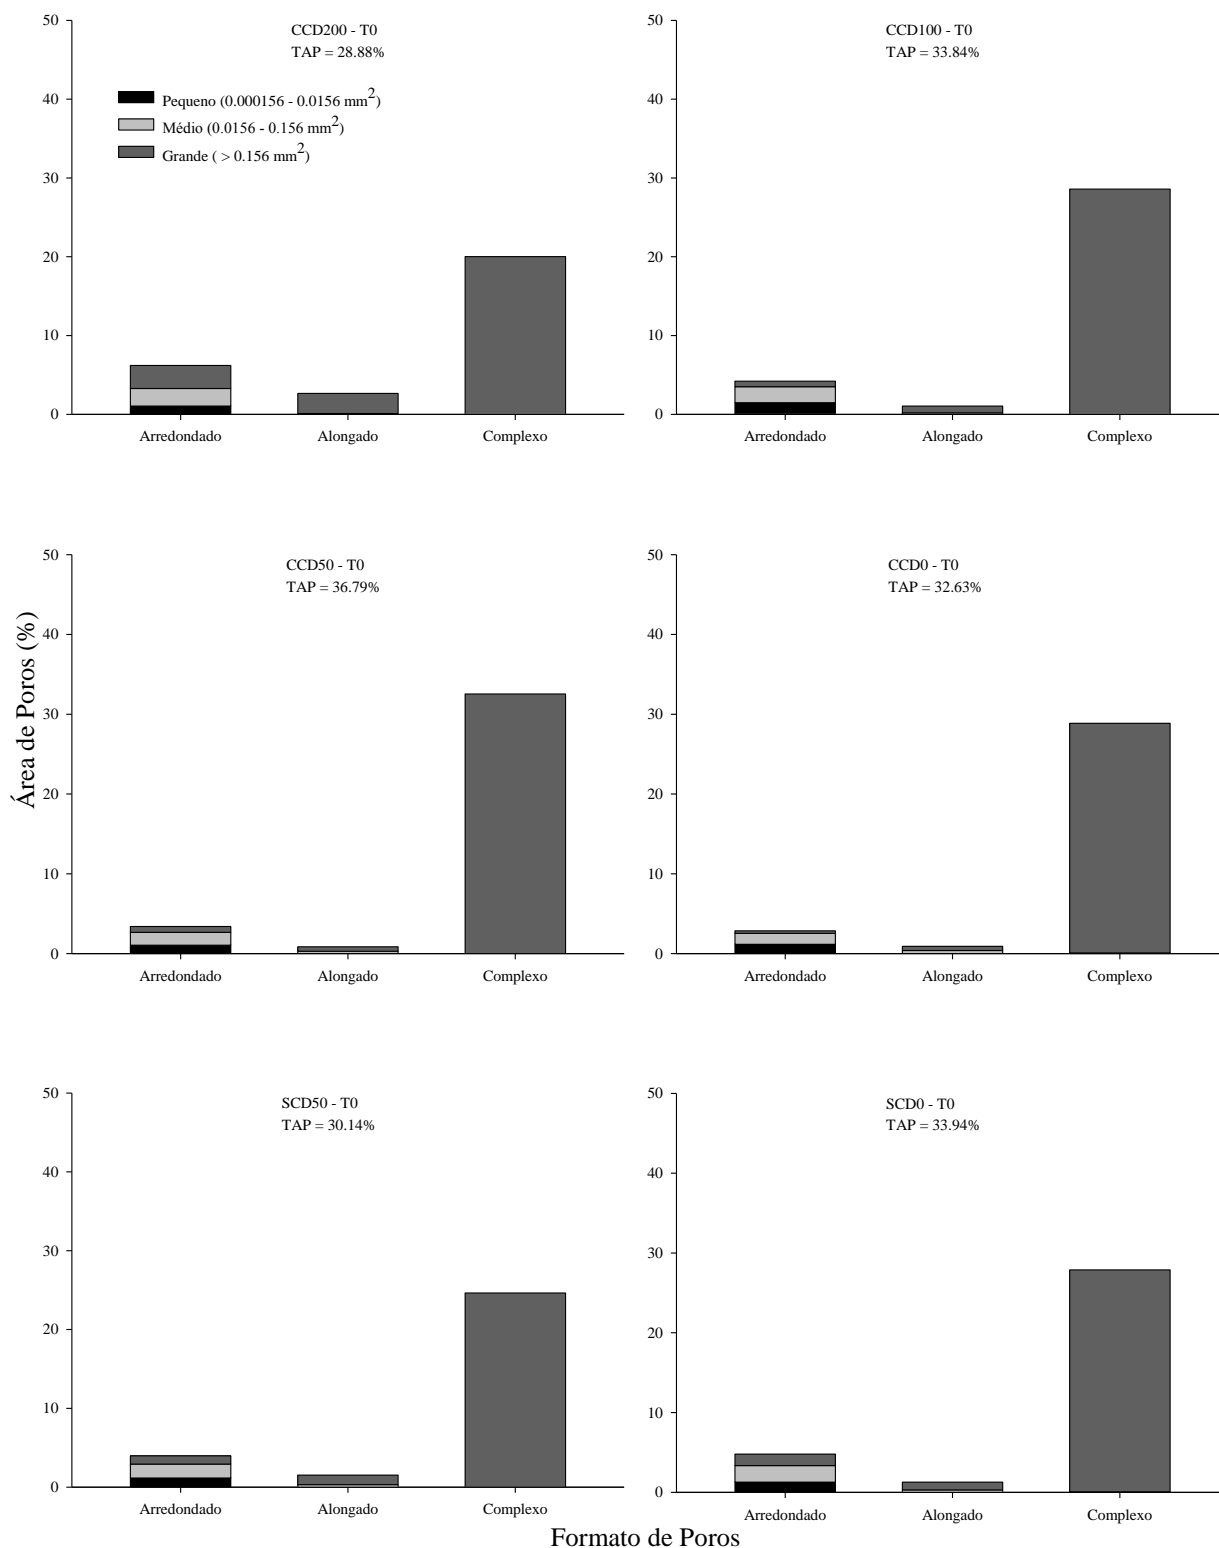 CCD200 - T0
TAP = 28.88%
Pequeno (0.000156 - 0.0156 mm2)
Médio (0.0156 - 0.156 mm2)
Grande ( > 0.156 mm2)
50
40
30
20
10
0
Arredondado
Alongado
Complexo
CCD100 - T0
TAP = 33.84%
50
40
30
20
10
0
Arredondado
Alongado
Complexo
Área de Poros (%)
CCD50 - T0
TAP = 36.79%
50
40
30
20
10
0
Arredondado
Alongado
Complexo
CCD0 - T0
TAP = 32.63%
50
40
30
20
10
0
Arredondado
Alongado
Complexo
SCD50 - T0
TAP = 30.14%
50
40
30
20
10
0
Arredondado
Alongado
Complexo
SCD0 - T0
TAP = 33.94%
50
40
30
20
10
0
Arredondado
Alongado
Complexo
Formato de Poros